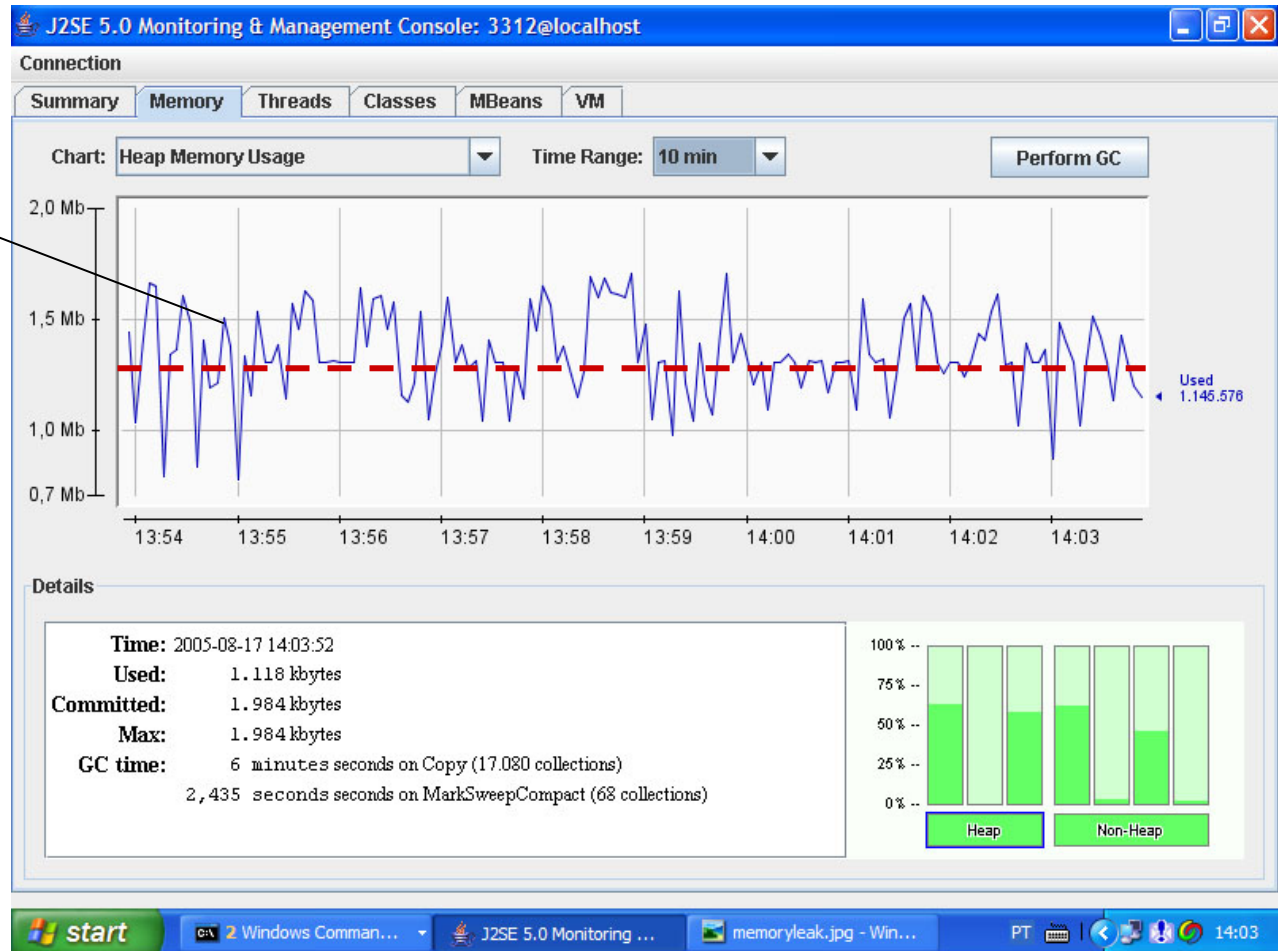 J2SE 5.0 Monitoring & Management Console: 3312@localhost
Connection
Summary Memory Threads Classes MBeans VM
Chart: Heap Memory Usage Time Range: 10 min Perform GC
2,0 Mb
1,5 Mb
1,0 Mb
0,7 Mb
Used
1.145.576
13:54 13:55 13:56 13:57 13:58 13:59 14:00 14:01 14:02 14:03
Details
Time: 2005-08-17 14:03:52
Used: 1.118 kbytes
Committed: 1.984 kbytes
Max: 1.984 kbytes
GC time: 6 minutes seconds on Copy (17.080 collections)
2,435 seconds seconds on MarkSweepCompact (68 collections)
100 % --
75 % --
50 % --
25 % --
0 % --
Heap Non-Heap
start 2 Windows Comman... J2SE 5.0 Monitoring ... memoryleak.jpg - Win... PT 14:03